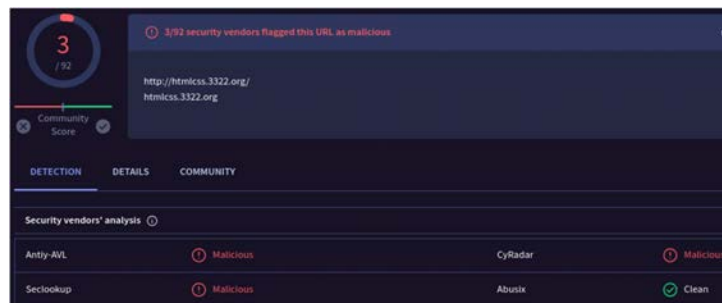 3
/ 92
3/92 security vendors flagged this URL as malicious
http://htmlcss.3322.org/
htmlcss.3322.org
Community
Score
DETECTION DETAILS COMMUNITY
Security vendors' analysis
Antiy-AVL Malicious CyRadar Malicious
Seclookup Malicious Abusix Clean